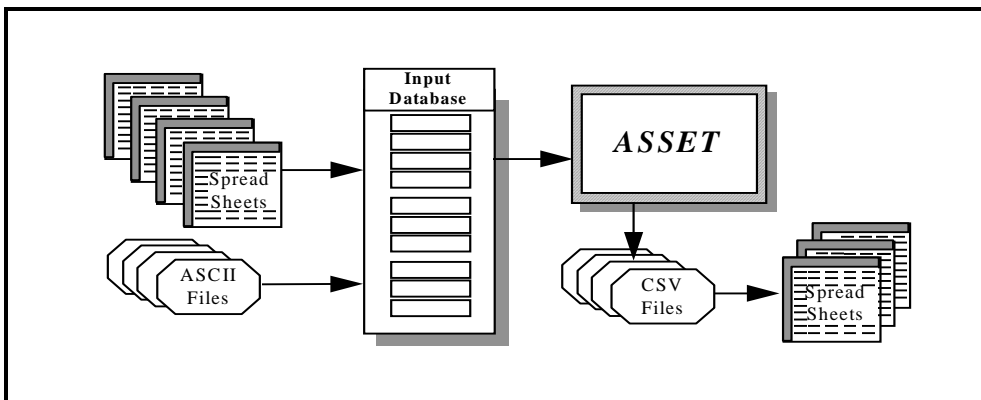 Input
Database
ASSET
Spread
Sheets
ASCII
Files
CSV
Files
Spread
Sheets